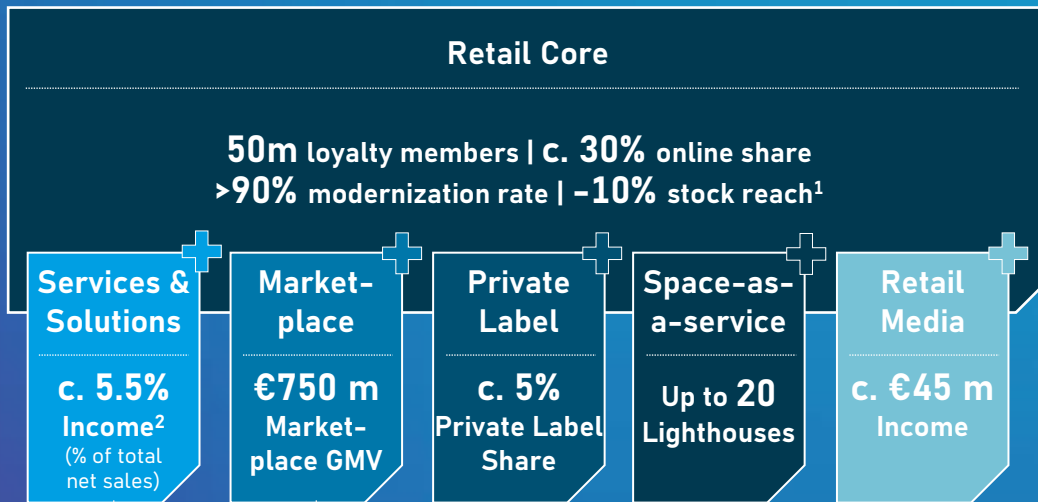 Retail Core
50m loyalty members | c. 30% online share
>90% modernization rate | -10% stock reach¹
Services &
Solutions
c. 5.5%
Income²
(% of total
net sales)
Market-
place
€750 m
Market-
place GMV
Private
Label
c. 5%
Private Label
Share
Space-as-
a-service
Up to 20
Lighthouses
Retail
Media
c. €45 m
Income